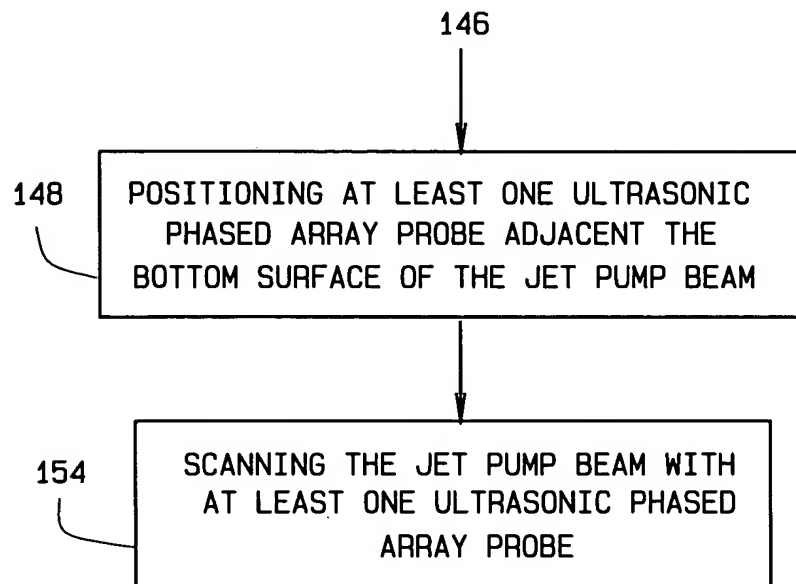 146
148
POSITIONING AT LEAST ONE ULTRASONIC
PHASED ARRAY PROBE ADJACENT THE
BOTTOM SURFACE OF THE JET PUMP BEAM
154
SCANNING THE JET PUMP BEAM WITH
AT LEAST ONE ULTRASONIC PHASED
ARRAY PROBE